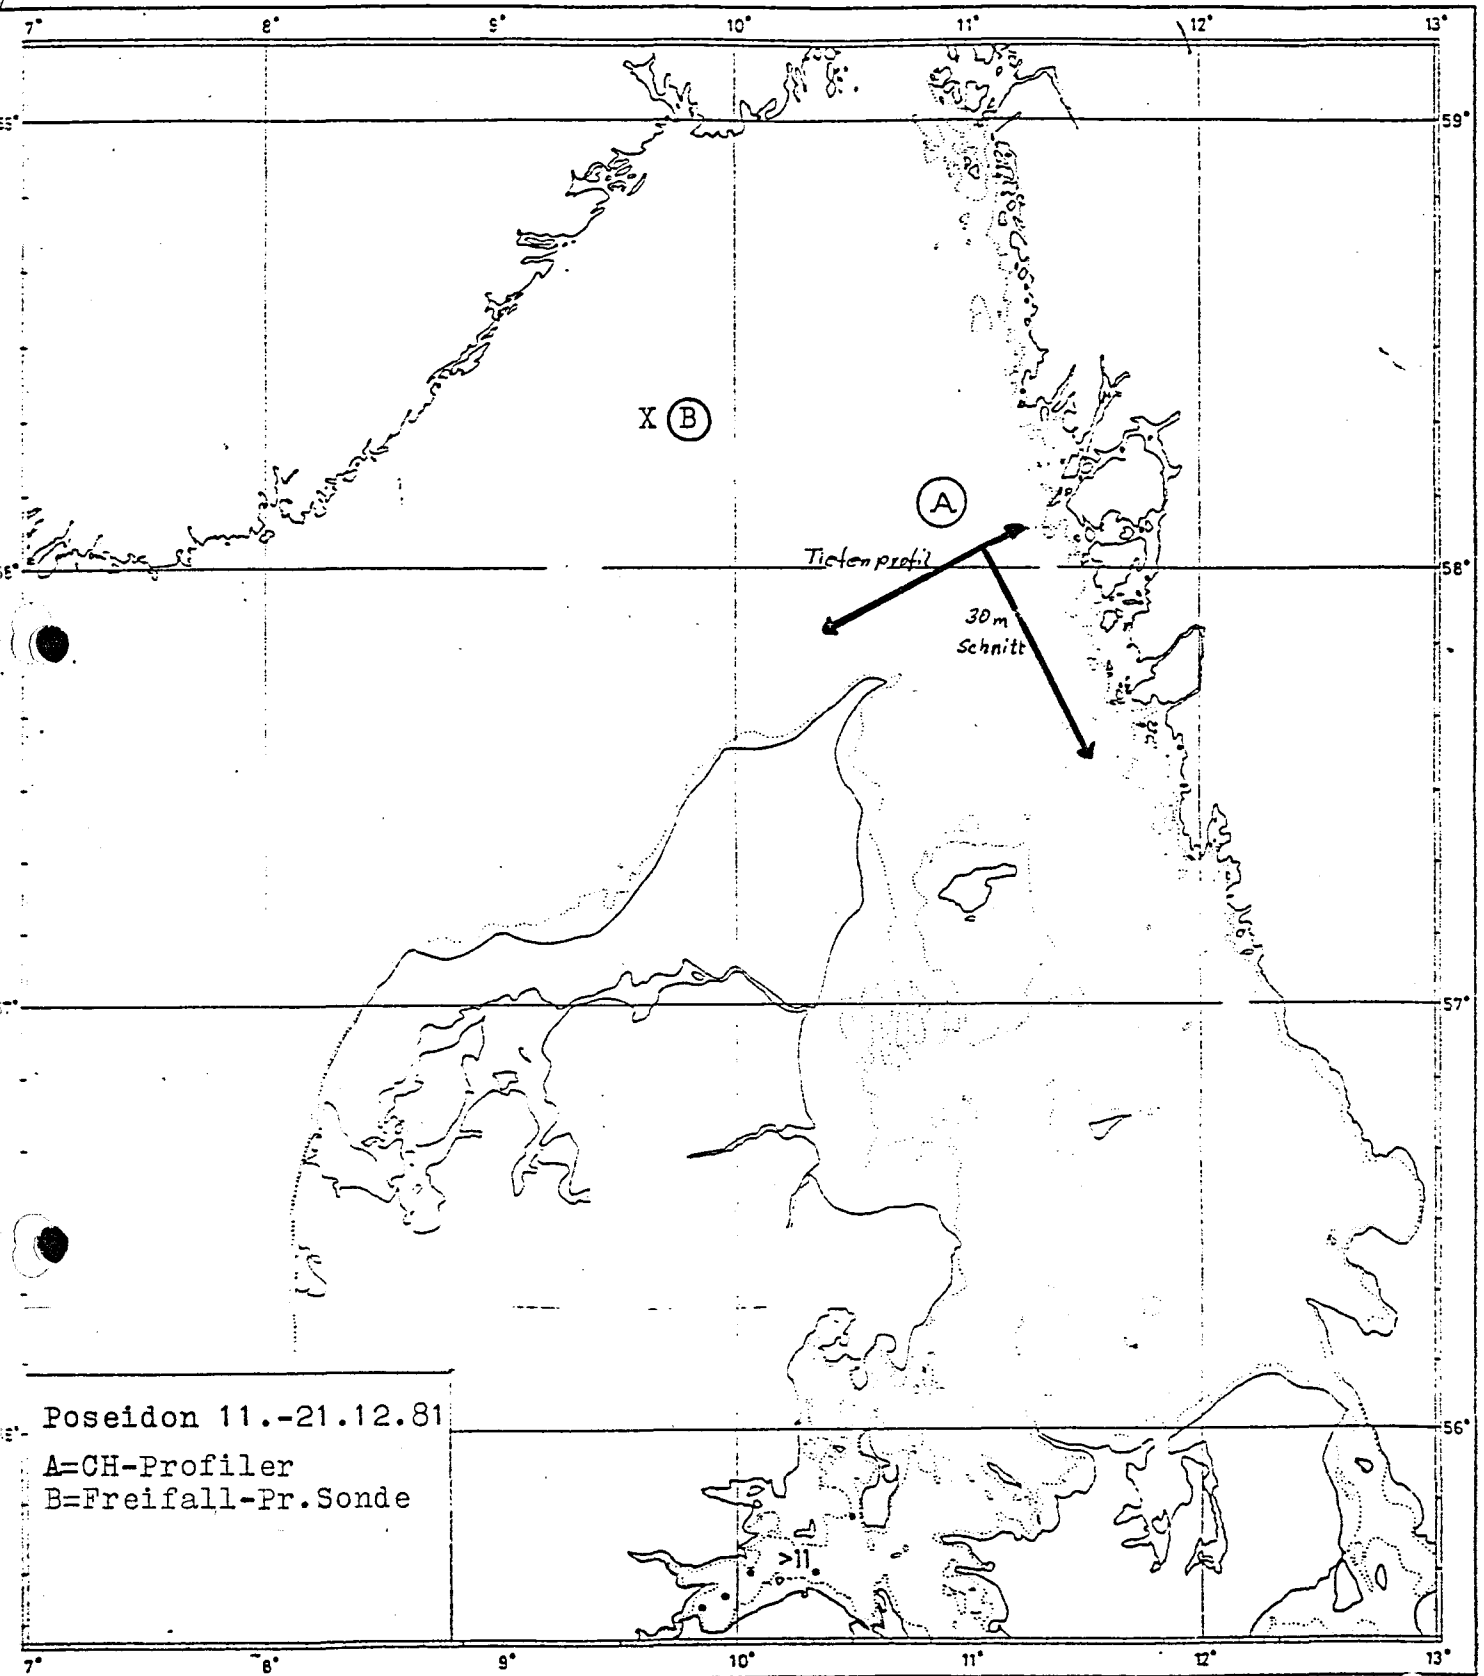 7° 8° 9° 10° 11° 12° 13°
59°
X B
A
Tiefenprofil
58°
30m
Schnitt
57°
Poseidon 11.-21.12.81
56°
A=CH-Profiler
B=Freifall-Pr.Sonde
>11
7° 8° 9° 10° 11° 12° 13°